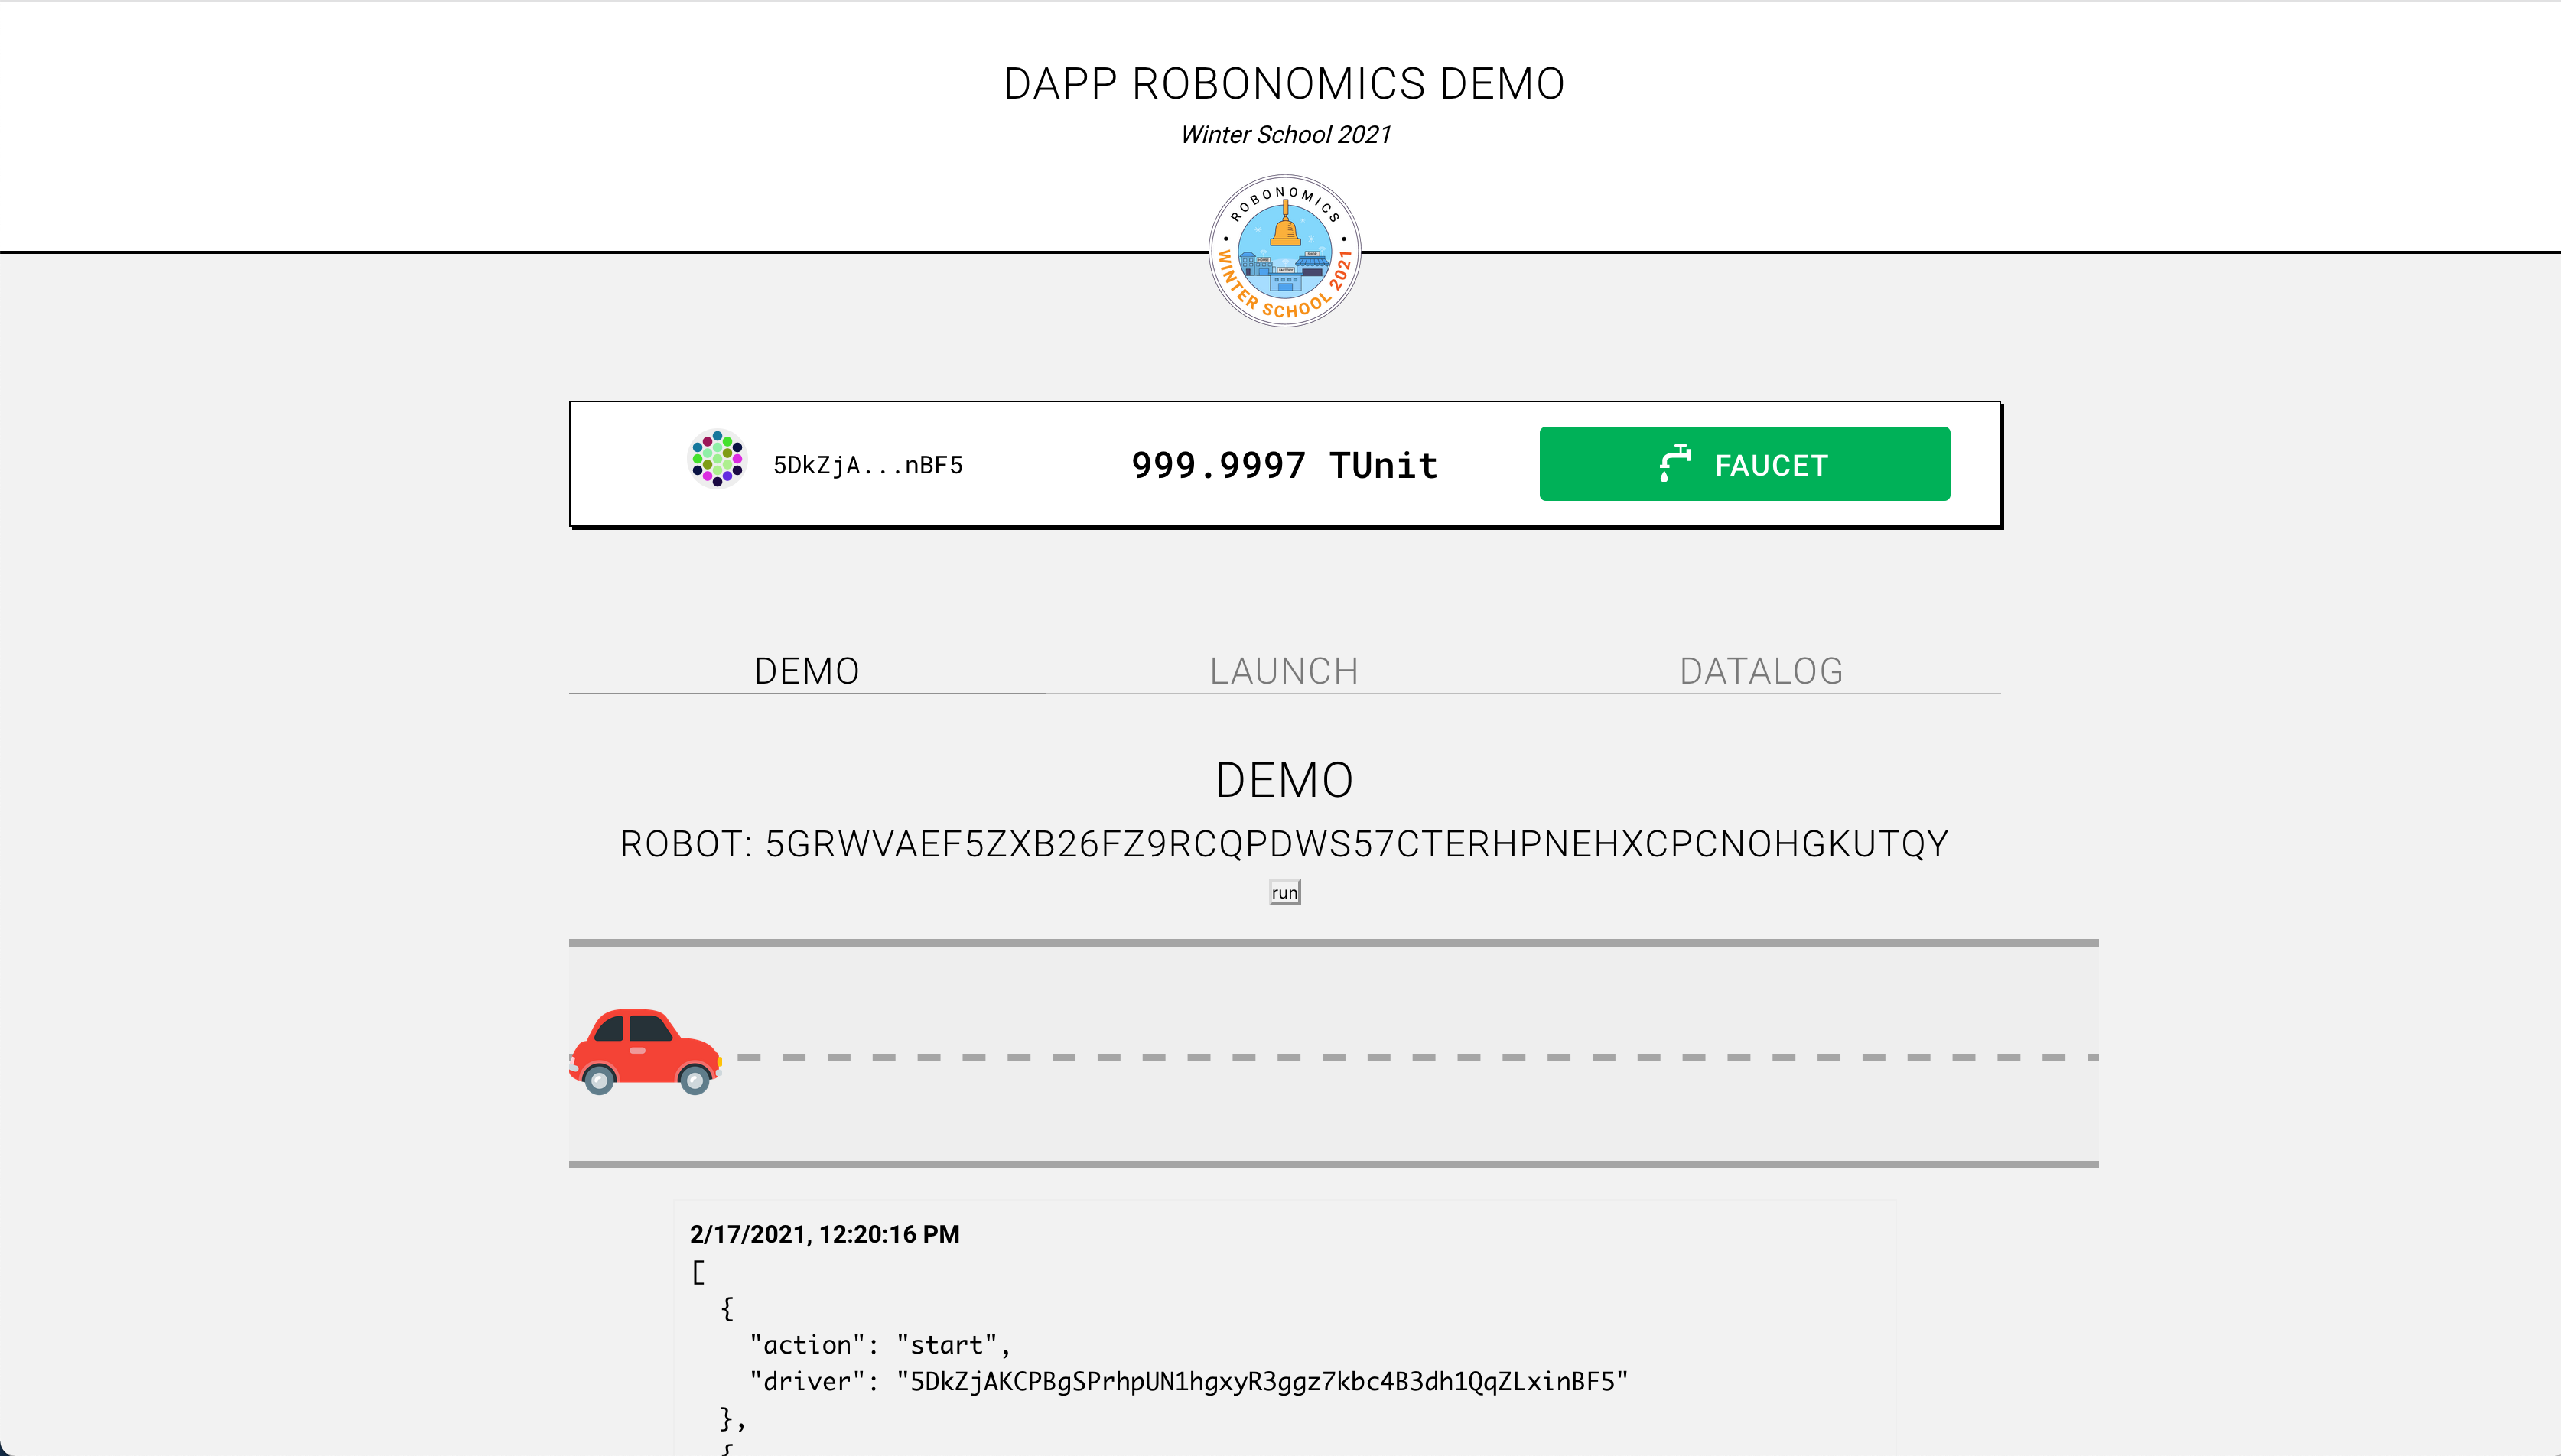 DAPP ROBONOMICS DEMO
Winter School 2021
ROBONOMICS
WINTER SCHOOL 2021
5DkZjA...nBF5
999.9997 TUnit
FAUCET
DEMO
LAUNCH
DATALOG
DEMO
ROBOT: 5GRWVAEF5ZXB26FZ9RCQPDWS57CTERHPNEHXCPCNOHGKUTQY
run
2/17/2021, 12:20:16 PM
[
{
"action": "start",
"driver": "5DkZjAKCPBgSPrhpUN1hgxyR3ggz7kbc4B3dh1QqZLxinBF5"
},
{